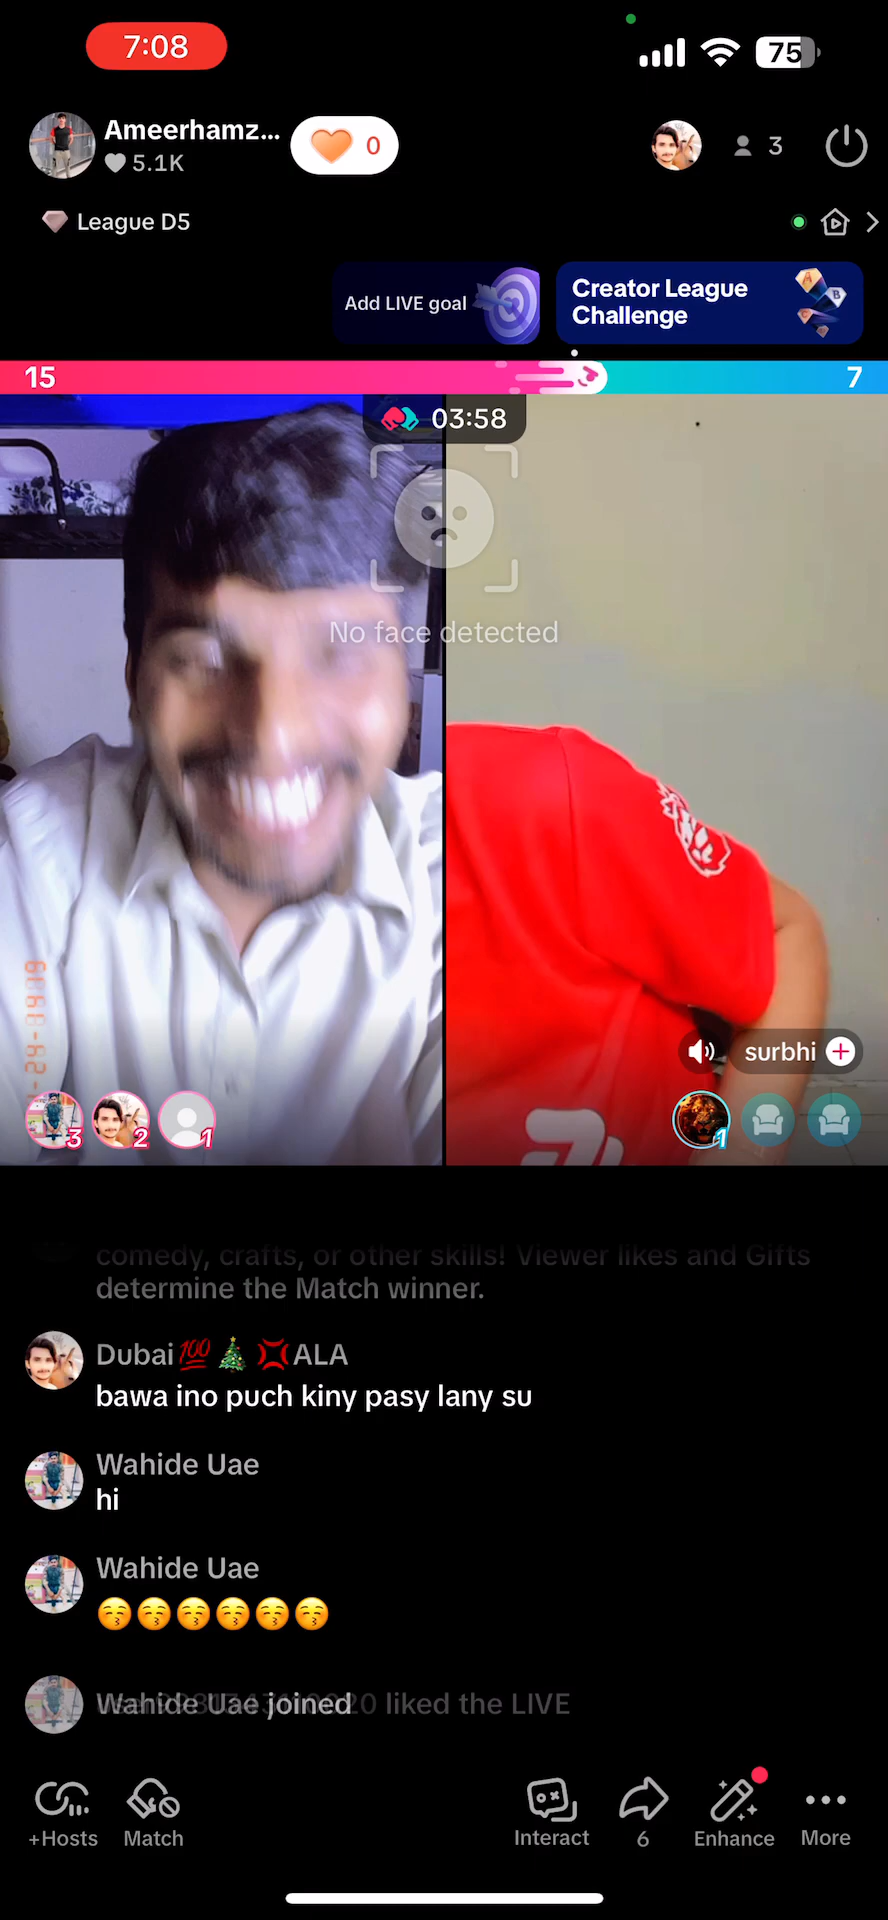 7:08
75
Ameerhamz...
0
5.1K
3
League D5
Add LIVE goal
Creator League
Challenge
15
7
03:58
No face detected
surbhi
3
2
1
1
comedy, crafts, or other skills! Viewer likes and Gifts
determine the Match winner.
Dubai💯🎄💢ALA
bawa ino puch kiny pasy lany su
Wahide Uae
hi
Wahide Uae
😚😚😚😚😚😚
Wahide Uae joined
liked the LIVE
+Hosts
Match
Interact
6
Enhance
More